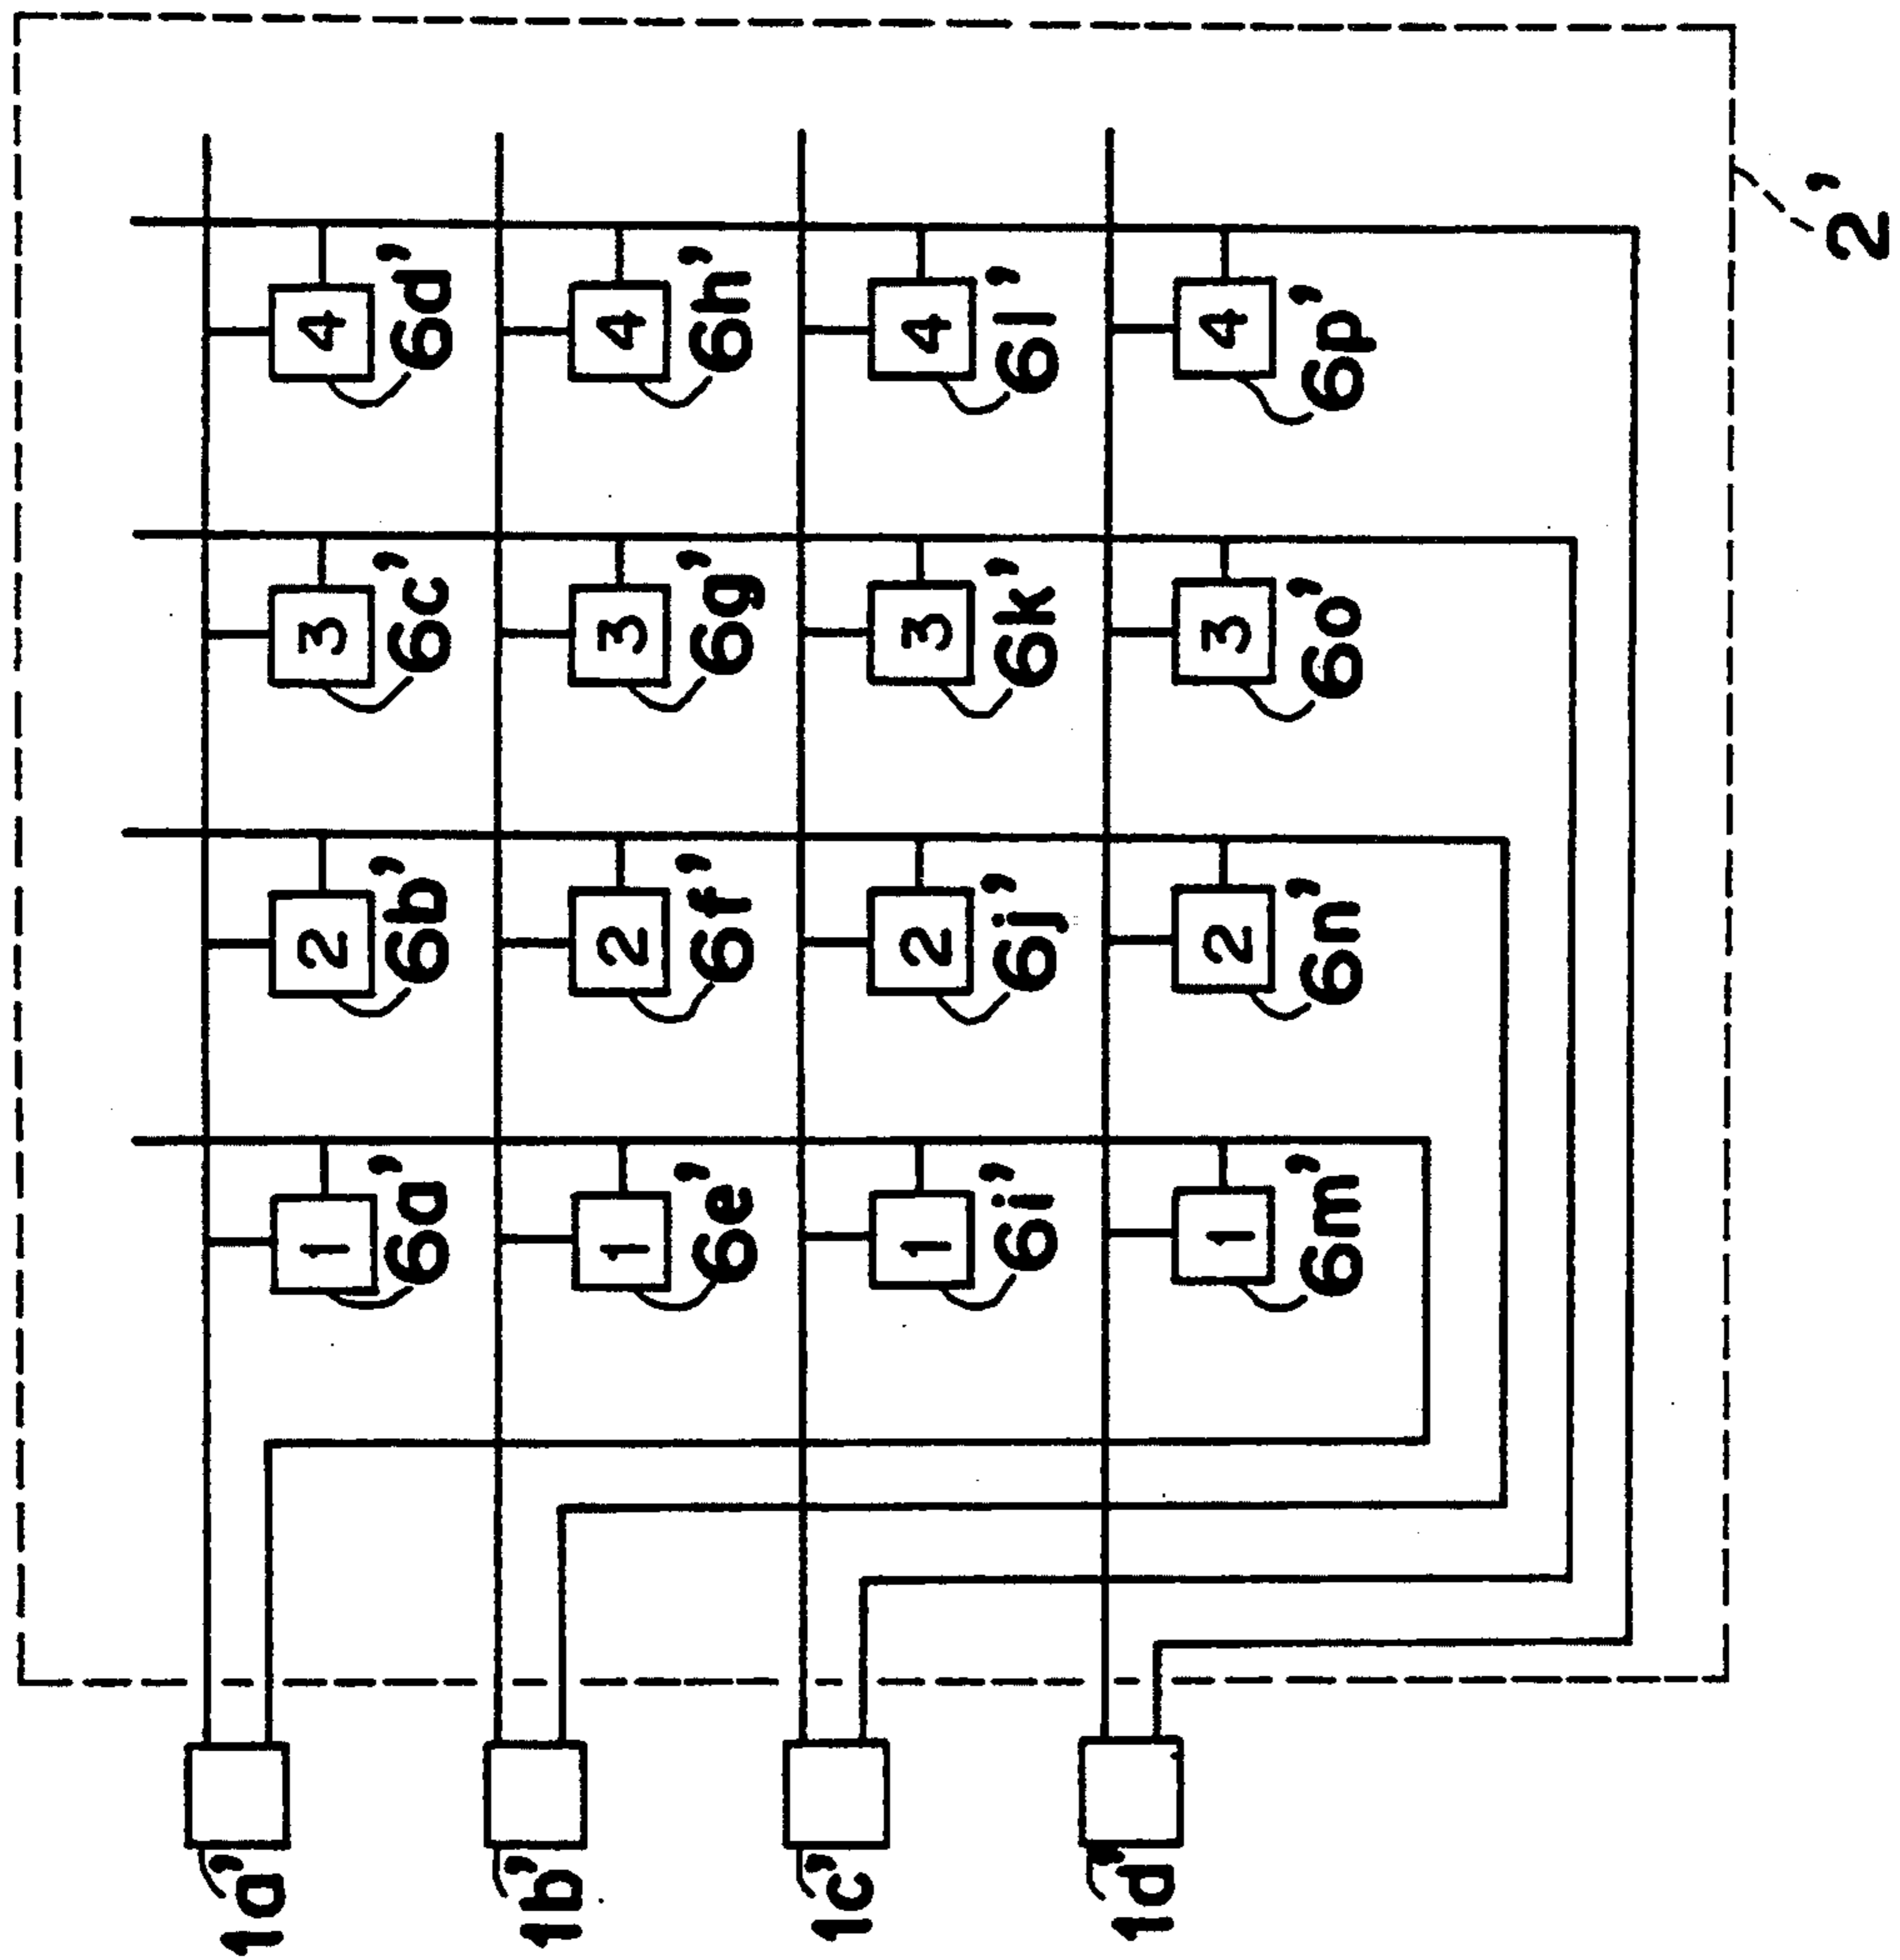 1a’
1 2 3 4
6a’ 6b’ 6c’ 6d’
1b’
1 2 3 4
6e’ 6f’ 6g’ 6h’
1c’
1 2 3 4
6i’ 6j’ 6k’ 6l’
1d’
1 2 3 4
6m’ 6n’ 6o’ 6p’
2’